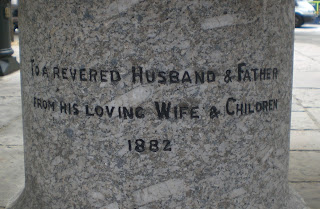 To a revered Husband & Father
from his loving Wife & Children
1882